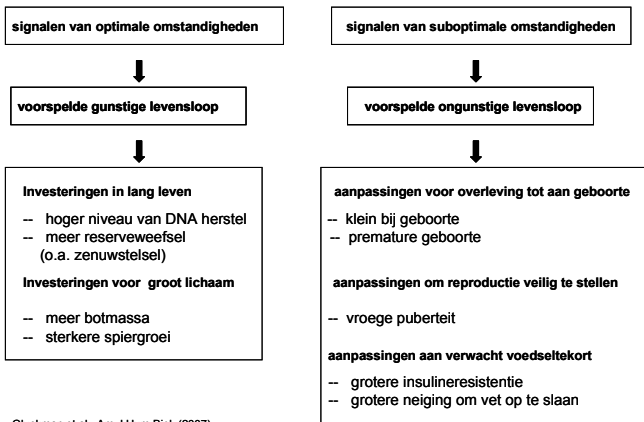 signalen van optimale omstandigheden
voorspelde gunstige levensloop
Investeringen in lang leven
-- hoger niveau van DNA herstel
-- meer reserveweefsel
(o.a. zenuwstelsel)
Investeringen voor groot lichaam
-- meer botmassa
-- sterkere spiergroei
signalen van suboptimale omstandigheden
voorspelde ongunstige levensloop
aanpassingen voor overleving tot aan geboorte
-- klein bij geboorte
-- premature geboorte
aanpassingen om reproductie veilig te stellen
-- vroege puberteit
aanpassingen aan verwacht voedseltekort
-- grotere insulineresistentie
-- grotere neiging om vet op te slaan